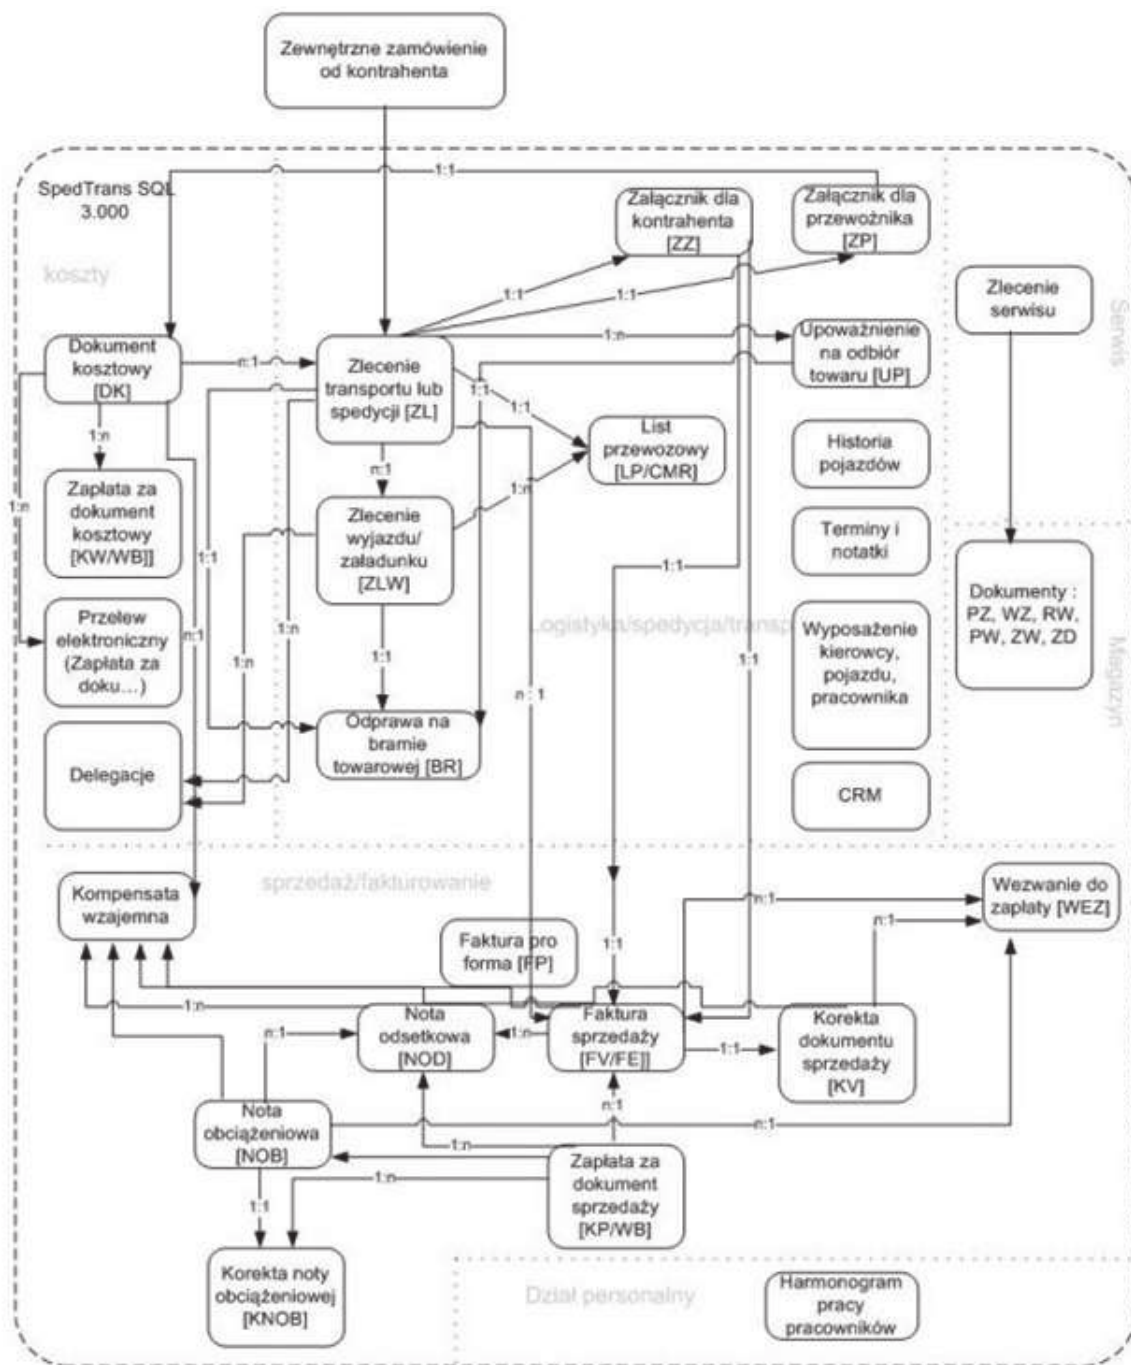 Zewnętrzne zamówienie
od kontrahenta
SpedTrans SQL
3.000
1:1
Załącznik dla
kontrahenta
[ZZ]
Załącznik dla
przewoźnika
[ZP]
koszty
1:1
1:1
Zlecenie
serwisu
Serwis
Dokument
kosztowy
[DK]
n:1
Zlecenie
transportu lub
spedycji [ZL]
1:n
1:1
1:1
Upoważnienie
na odbiór
towaru [UP]
1:n
List
przewozowy
[LP/CMR]
Historia
pojazdów
n:1
1:n
1:n
Zapłata za
dokument
kosztowy
[KW/WB]]
Zlecenie
wyjazdu/
załadunku
[ZLW]
Terminy i
notatki
1:1
1:1
Dokumenty :
PZ, WZ, RW,
PW, ZW, ZD
Magazyn
Przelew
elektroniczny
(Zapłata za
doku...)
n:1
1:n
1:n
1:1
Logistyka/spedycja/transp
1:1
n : 1
Wyposażenie
kierowcy,
pojazdu,
pracownika
Delegacje
Odprawa na
bramie
towarowej [BR]
CRM
Kompensata
wzajemna
sprzedaż/fakturowanie
n:1
Wezwanie do
zapłaty [WEZ]
n:1
Faktura pro
forma [FP]
1:1
1:n
Nota
odsetkowa
[NOD]
n:1
1:n
Faktura
sprzedaży
[FV/FE]]
1:1
Korekta
dokumentu
sprzedaży
[KV]
n:1
Nota
obciążeniowa
[NOB]
n:1
1:n
Zapłata za
dokument
sprzedaży
[KP/WB]
1:n
1:1
Korekta noty
obciążeniowej
[KNOB]
Dział personalny
Harmonogram
pracy
pracowników